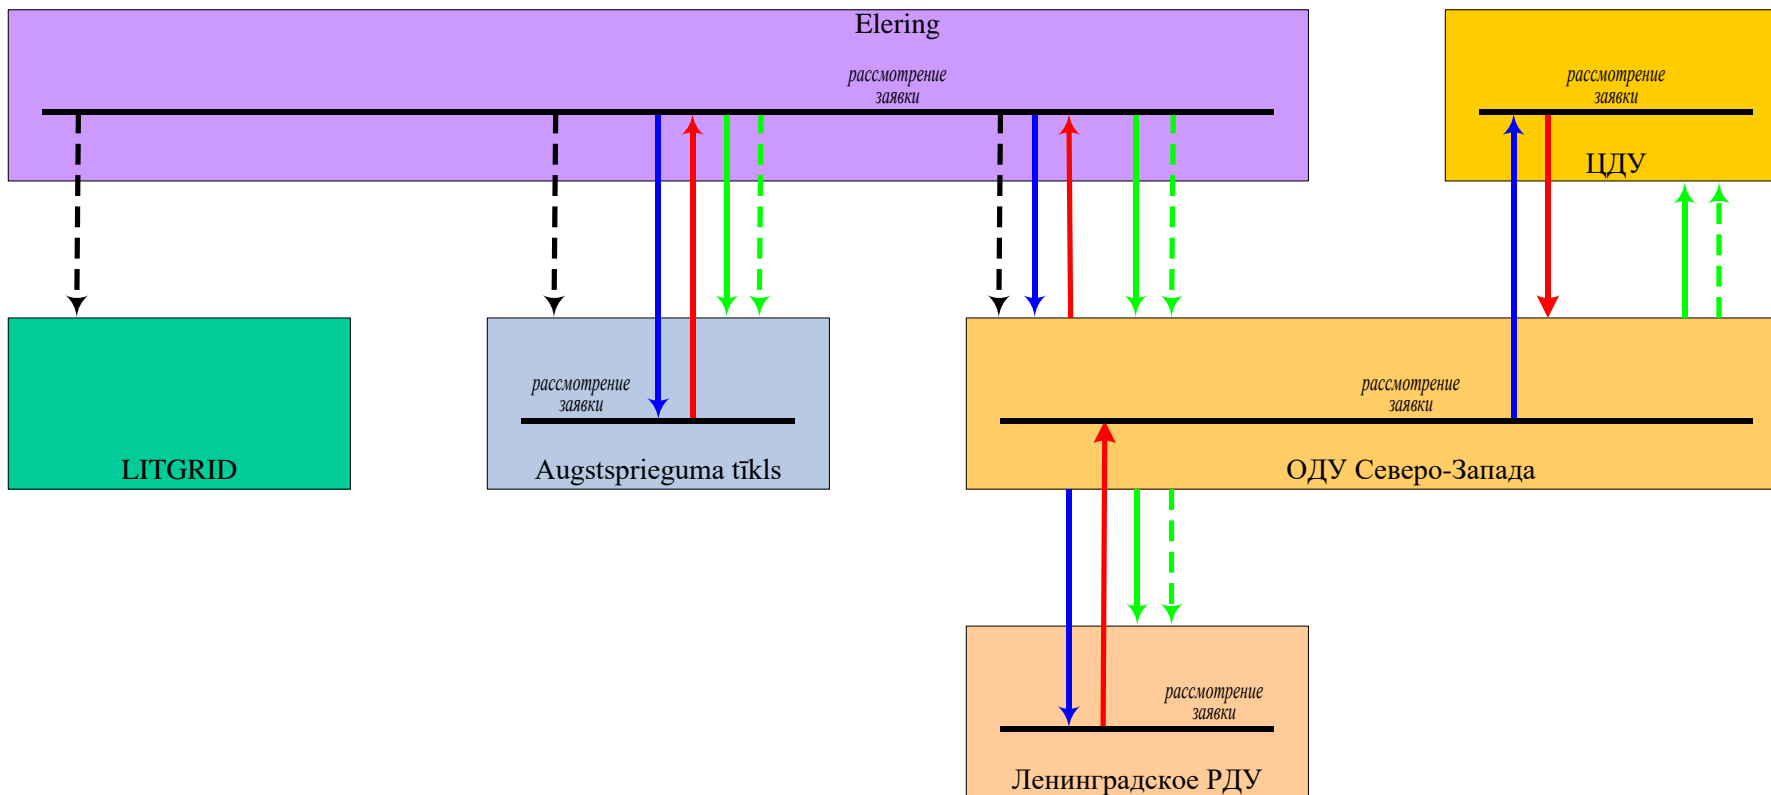 Elering
рассмотрение
заявки
рассмотрение
заявки
ЦДУ
рассмотрение
заявки
рассмотрение
заявки
LITGRID
Augstsprieguma tīkls
ОДУ Северо-Запада
рассмотрение
заявки
Ленинградское РДУ